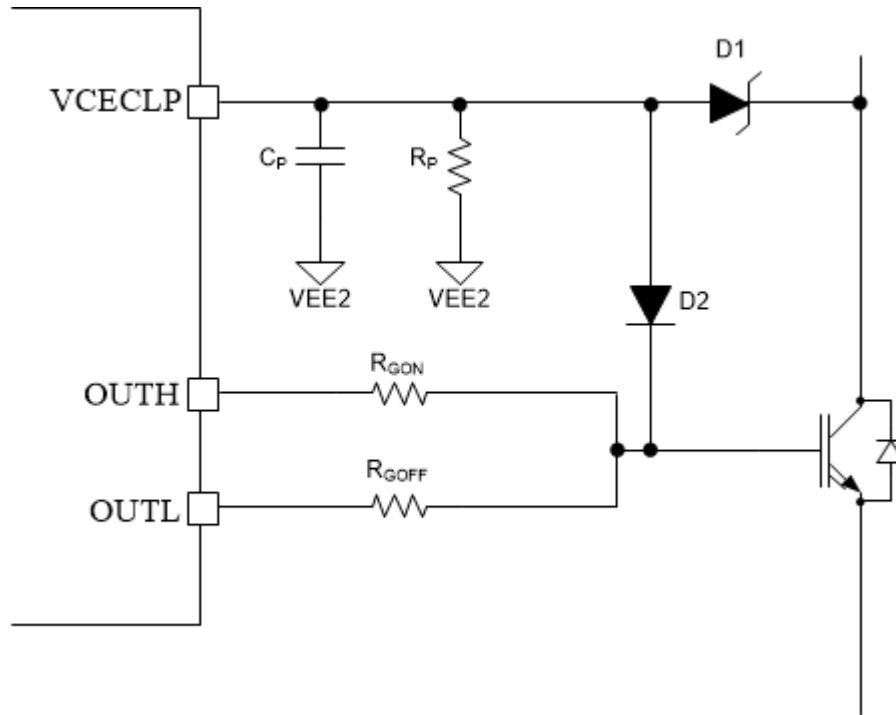 D1
VCECLP
CP
RP
VEE2
VEE2
D2
RGON
OUTH
RGOFF
OUTL